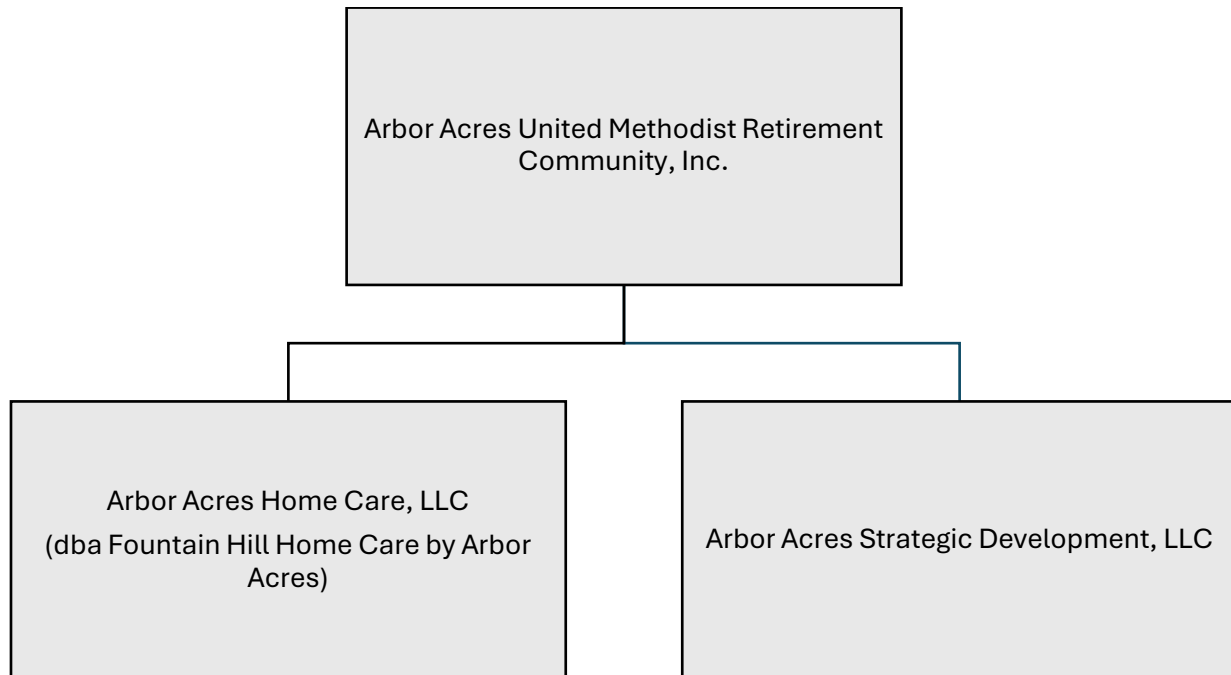 Arbor Acres United Methodist Retirement
Community, Inc.
Arbor Acres Home Care, LLC
(dba Fountain Hill Home Care by Arbor
Acres)
Arbor Acres Strategic Development, LLC